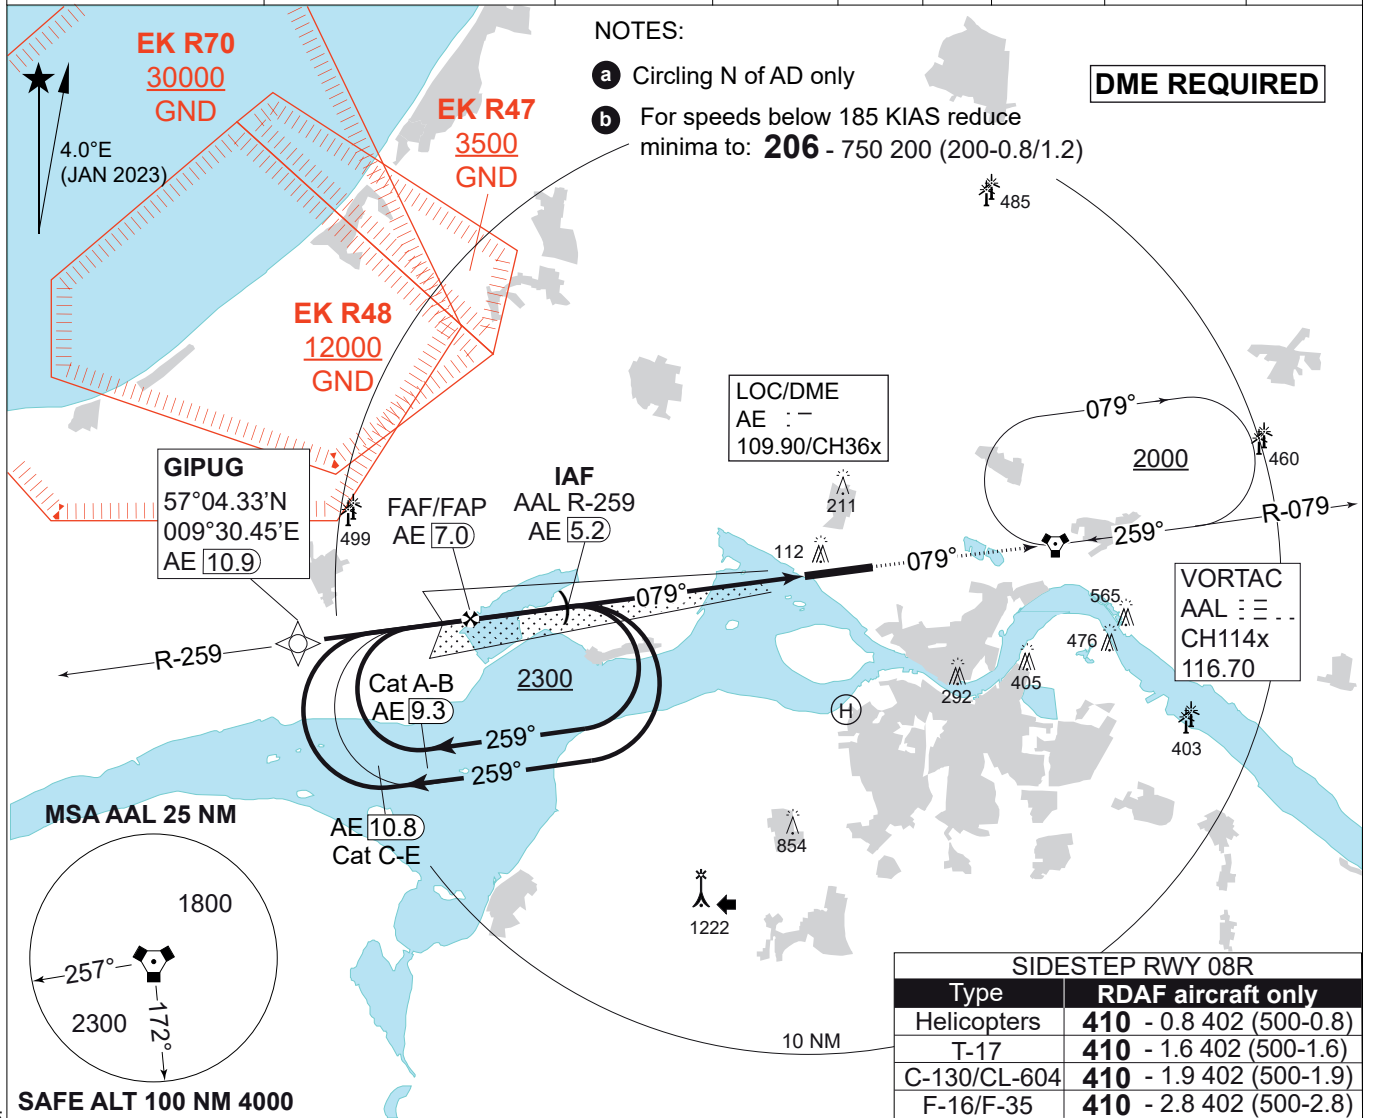 NOTES:
a Circling N of AD only
b For speeds below 185 KIAS reduce
minima to: 206 - 750 200 (200-0.8/1.2)
DME REQUIRED
EK R70
30000
GND
4.0°E
(JAN 2023)
EK R47
3500
GND
485
EK R48
12000
GND
LOC/DME
AE
109.90/CH36x
079°
2000
460
R-079
259°
GIPUG
57°04.33'N
009°30.45'E
AE 10.9
499
FAF/FAP
AE 7.0
IAF
AAL R-259
AE 5.2
211
112
079°
079°
VORTAC
AAL
CH114x
116.70
565
476
405
292
403
R-259
2300
Cat A-B
AE 9.3
259°
259°
H
AE 10.8
Cat C-E
854
1222
10 NM
MSA AAL 25 NM
1800
257°
2300
172°
SAFE ALT 100 NM 4000
SIDESTEP RWY 08R
Type RDAF aircraft only
Helicopters 410 - 0.8 402 (500-0.8)
T-17 410 - 1.6 402 (500-1.6)
C-130/CL-604 410 - 1.9 402 (500-1.9)
F-16/F-35 410 - 2.8 402 (500-2.8)